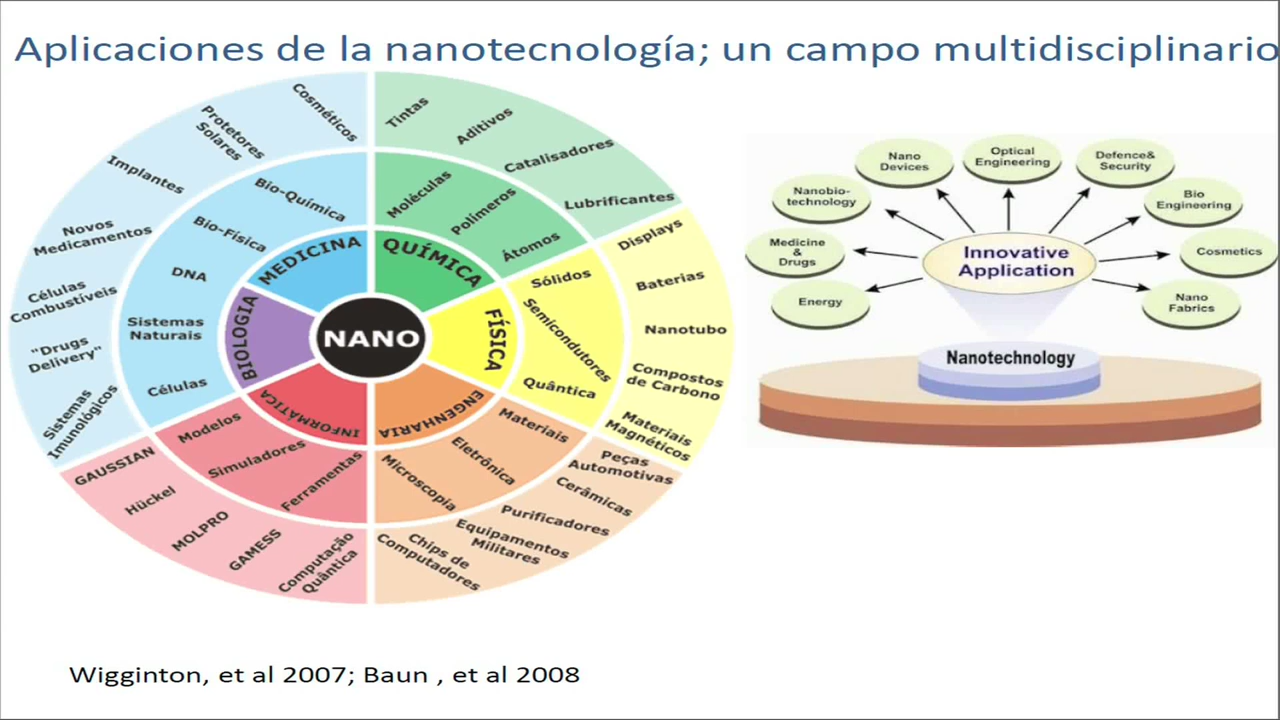 Aplicaciones de la nanotecnología; un campo multidisciplinario
Cosméticos
Protetores
Solares
Implantes
Novos
Medicamentos
Células
Combustíveis
"Drugs
Delivery"
Sistemas
Imunológicos
Bio-Química
Bio-Física
DNA
Sistemas
Naturais
Células
MEDICINA
BIOLOGIA
Tintas
Aditivos
Catalisadores
Lubrificantes
Moléculas
Polímeros
Átomos
QUÍMICA
Displays
Baterias
Nanotubo
Compostos
de Carbono
Materiais
Magnéticos
Sólidos
Semicondutores
Quântica
FÍSICA
NANO
INFORMÁTICA
Modelos
Simuladores
Ferramentas
GAUSSIAN
Hückel
MOLPRO
GAMESS
Computação
Quântica
ENGENHARIA
Materiais
Eletrônica
Microscopia
Peças
Automotivas
Cerâmicas
Purificadores
Equipamentos
Militares
Chips de
Computadores
Nano
Devices
Optical
Engineering
Defence&
Security
Nanobio-
technology
Bio
Engineering
Medicine
&
Drugs
Innovative
Application
Cosmetics
Energy
Nano
Fabrics
Nanotechnology
Wigginton, et al 2007; Baun , et al 2008